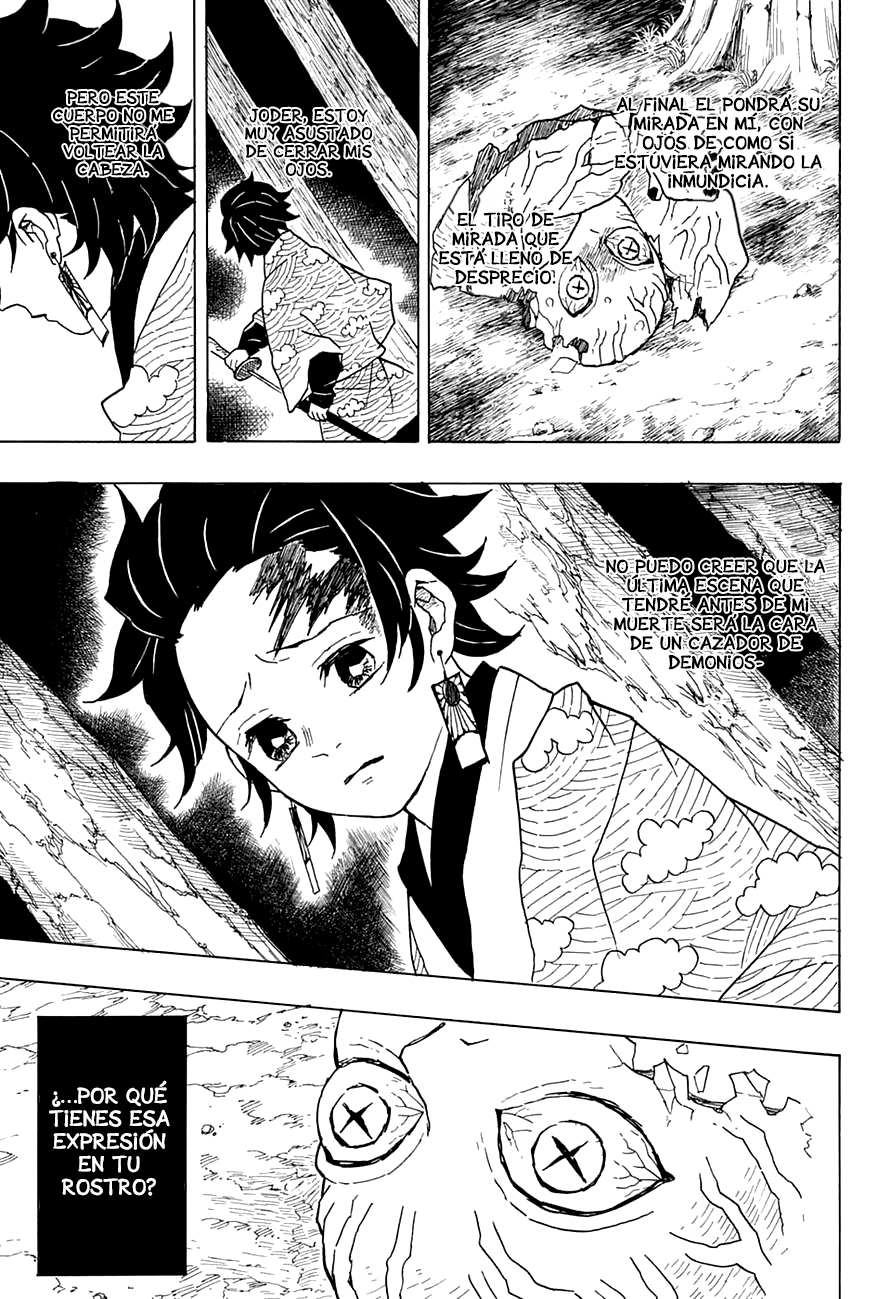 AL FINAL EL PONDRA SU
MIRADA EN MI, CON
OJOS DE COMO SI
ESTUVIERA MIRANDO LA
INMUNDICIA.
EL TIPO DE
MIRADA QUE
ESTÁ LLENO DE
DESPRECIO.
JODER, ESTOY
MUY ASUSTADO
DE CERRAR MIS
OJOS.
PERO ESTE
CUERPO NO ME
PERMITIRÁ
VOLTEAR LA
CABEZA.
NO PUEDO CREER QUE LA
ÚLTIMA ESCENA QUE
TENDRÉ ANTES DE MI
MUERTE SERÁ LA CARA
DE UN CAZADOR DE
DEMONIOS-
¿...POR QUÉ
TIENES ESA
EXPRESIÓN
EN TU
ROSTRO?